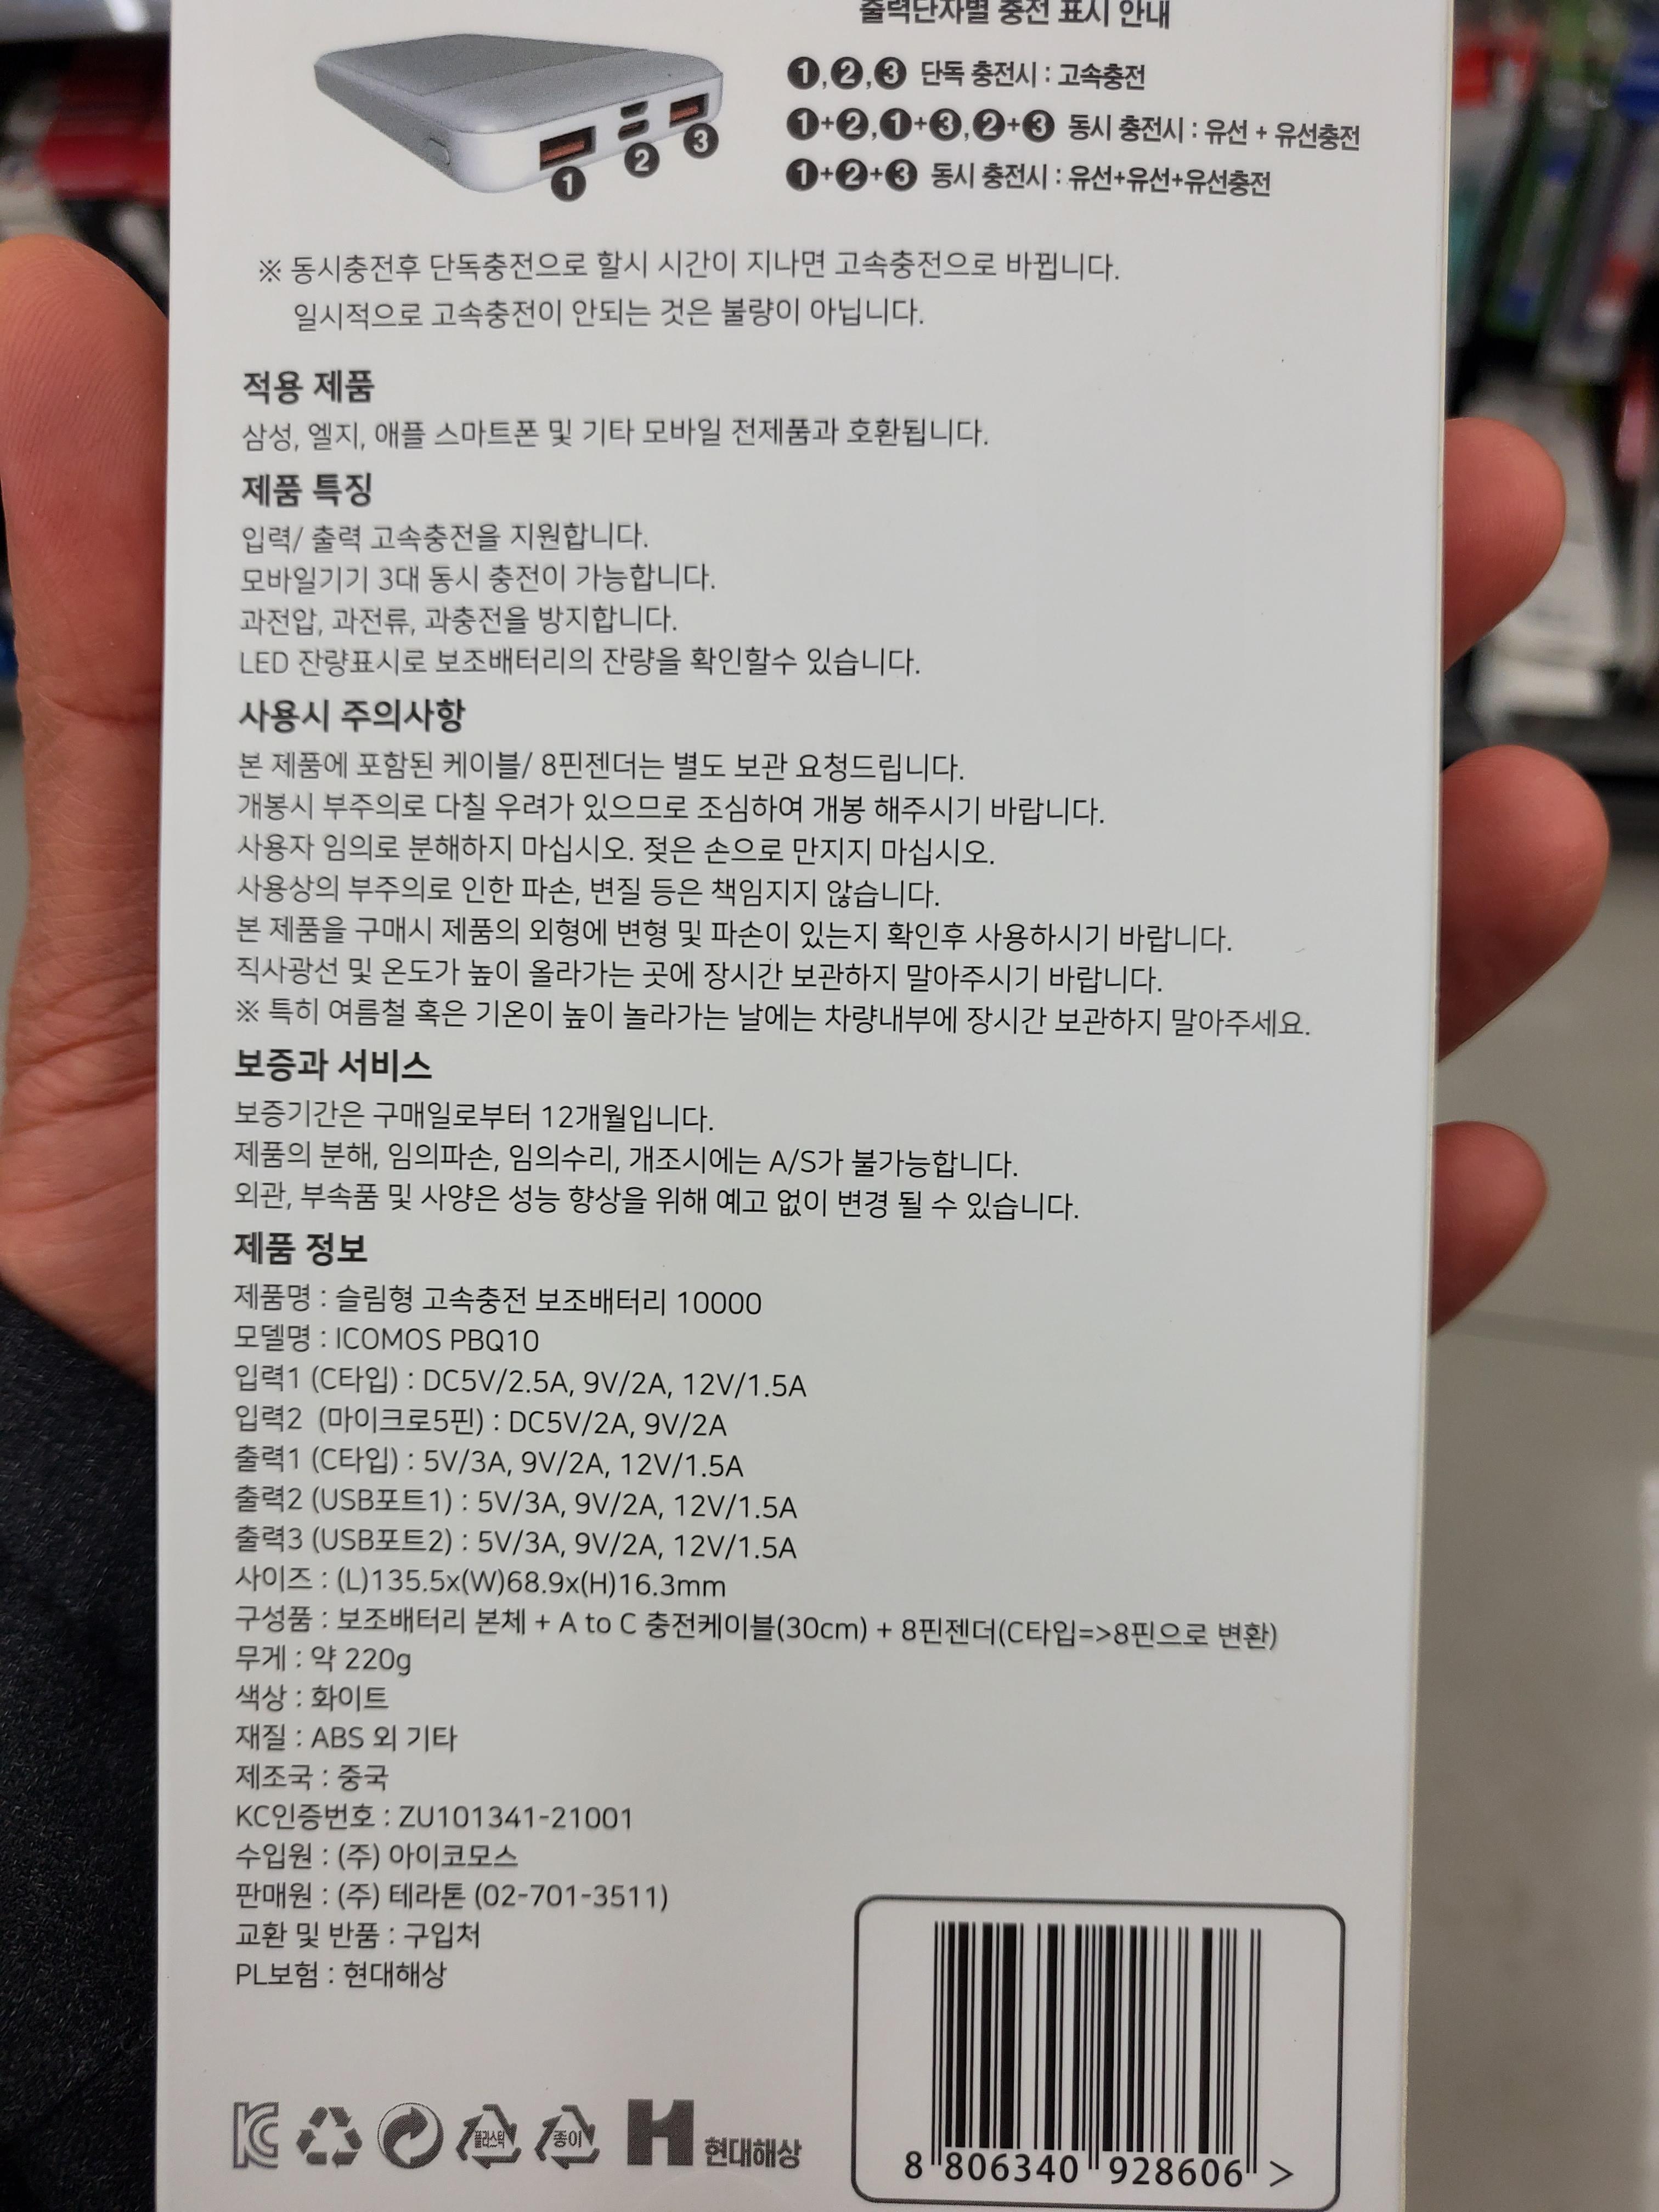 출력단자별 충전 표시 안내
❶,❷,❸ 단독 충전시 : 고속충전
❶+❷,❶+❸,❷+❸ 동시 충전시 : 유선 + 유선충전
❶+❷+❸ 동시 충전시 : 유선+유선+유선충전
❶ ❷ ❸
※ 동시충전후 단독충전으로 할시 시간이 지나면 고속충전으로 바뀝니다.
일시적으로 고속충전이 안되는 것은 불량이 아닙니다.
적용 제품
삼성, 엘지, 애플 스마트폰 및 기타 모바일 전제품과 호환됩니다.
제품 특징
입력/ 출력 고속충전을 지원합니다.
모바일기기 3대 동시 충전이 가능합니다.
과전압, 과전류, 과충전을 방지합니다.
LED 잔량표시로 보조배터리의 잔량을 확인할수 있습니다.
사용시 주의사항
본 제품에 포함된 케이블/ 8핀젠더는 별도 보관 요청드립니다.
개봉시 부주의로 다칠 우려가 있으므로 조심하여 개봉 해주시기 바랍니다.
사용자 임의로 분해하지 마십시오. 젖은 손으로 만지지 마십시오.
사용상의 부주의로 인한 파손, 변질 등은 책임지지 않습니다.
본 제품을 구매시 제품의 외형에 변형 및 파손이 있는지 확인후 사용하시기 바랍니다.
직사광선 및 온도가 높이 올라가는 곳에 장시간 보관하지 말아주시기 바랍니다.
※ 특히 여름철 혹은 기온이 높이 놀라가는 날에는 차량내부에 장시간 보관하지 말아주세요.
보증과 서비스
보증기간은 구매일로부터 12개월입니다.
제품의 분해, 임의파손, 임의수리, 개조시에는 A/S가 불가능합니다.
외관, 부속품 및 사양은 성능 향상을 위해 예고 없이 변경 될 수 있습니다.
제품 정보
제품명 : 슬림형 고속충전 보조배터리 10000
모델명 : ICOMOS PBQ10
입력1 (C타입) : DC5V/2.5A, 9V/2A, 12V/1.5A
입력2 (마이크로5핀) : DC5V/2A, 9V/2A
출력1 (C타입) : 5V/3A, 9V/2A, 12V/1.5A
출력2 (USB포트1) : 5V/3A, 9V/2A, 12V/1.5A
출력3 (USB포트2) : 5V/3A, 9V/2A, 12V/1.5A
사이즈 : (L)135.5x(W)68.9x(H)16.3mm
구성품 : 보조배터리 본체 + A to C 충전케이블(30cm) + 8핀젠더(C타입=>8핀으로 변환)
무게 : 약 220g
색상 : 화이트
재질 : ABS 외 기타
제조국 : 중국
KC인증번호 : ZU101341-21001
수입원 : (주) 아이코모스
판매원 : (주) 테라톤 (02-701-3511)
교환 및 반품 : 구입처
PL보험 : 현대해상
KC 플라스틱 종이 현대해상
8 806340 928606 >